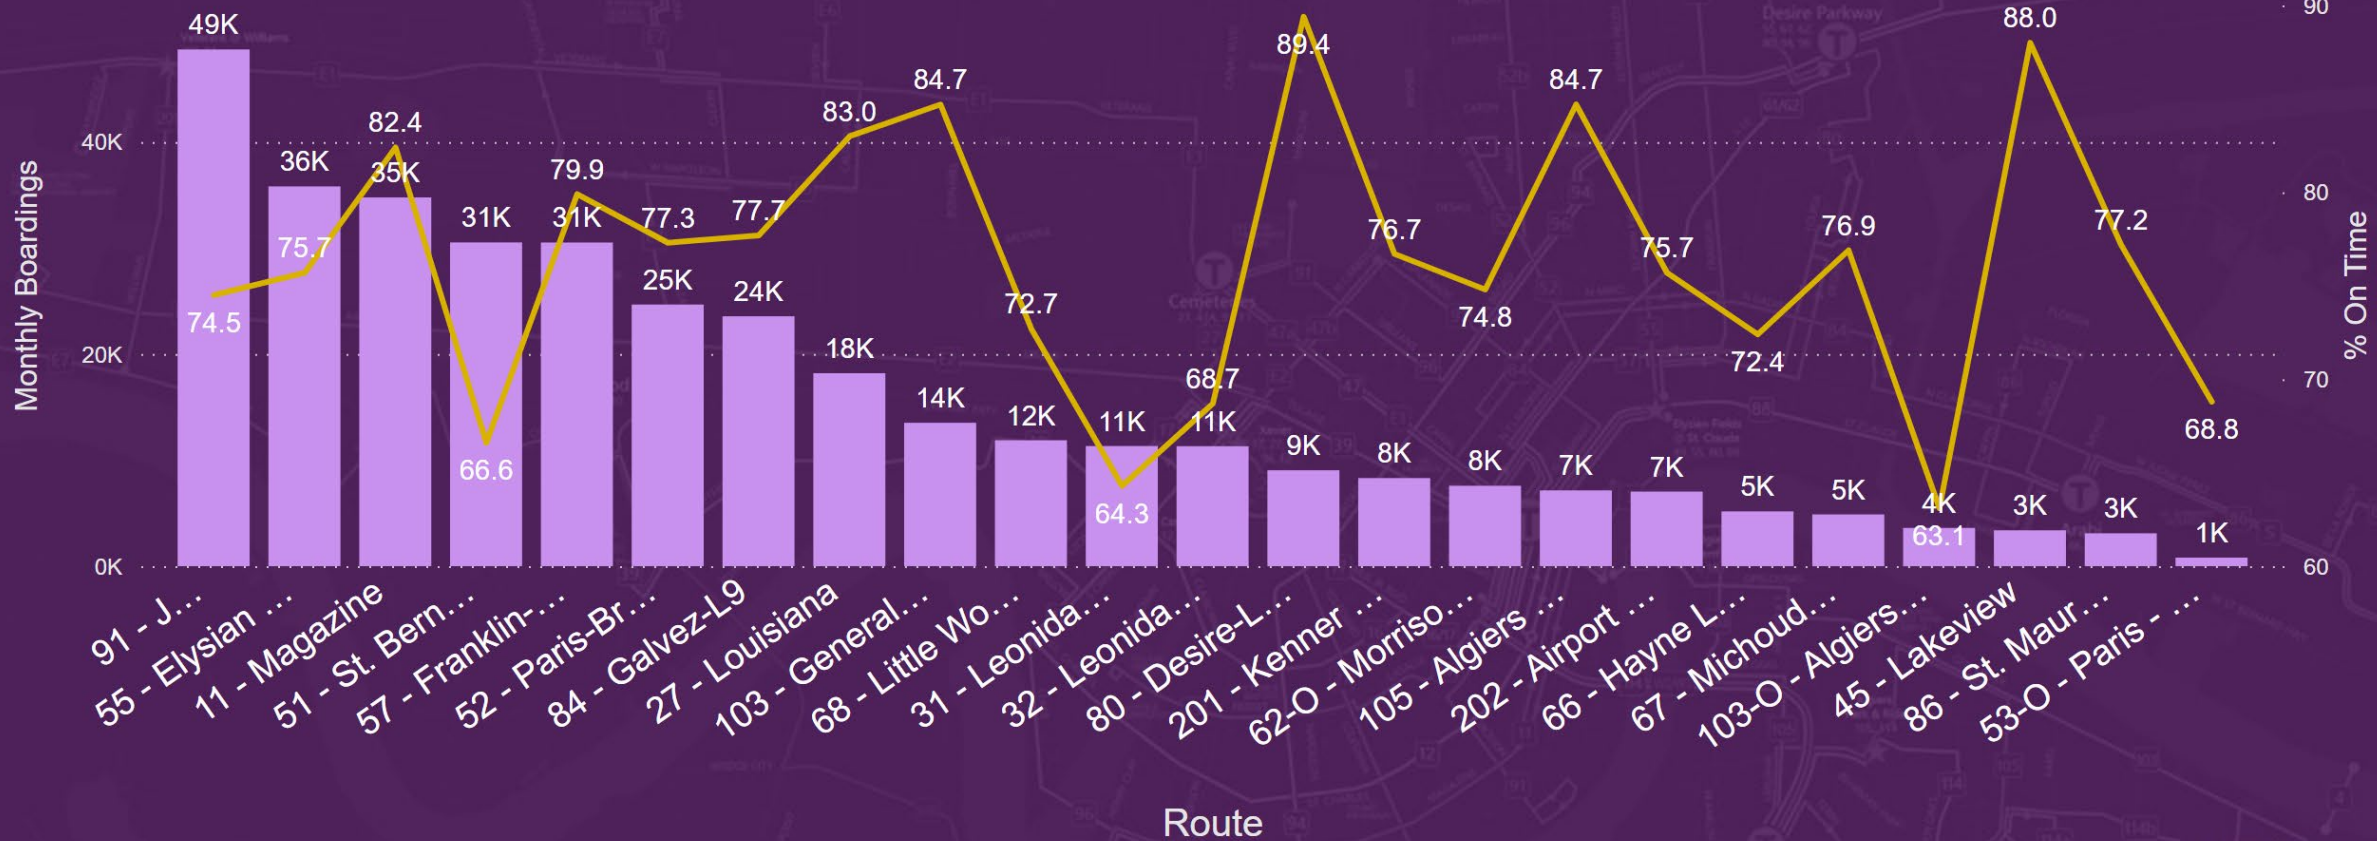 Monthly Boardings
40K
20K
0K
% On Time
90
80
70
60
49K
36K
35K
31K
31K
25K
24K
18K
14K
12K
11K
11K
9K
8K
8K
7K
7K
5K
5K
4K
3K
3K
1K
74.5
75.7
82.4
66.6
79.9
77.3
77.7
83.0
84.7
72.7
64.3
68.7
89.4
76.7
74.8
84.7
75.7
72.4
76.9
63.1
88.0
77.2
68.8
91 - J...
55 - Elysian ...
11 - Magazine
51 - St. Bern...
57 - Franklin-...
52 - Paris-Br...
84 - Galvez-L9
27 - Louisiana
103 - General...
68 - Little Wo...
31 - Leonida...
32 - Leonida...
80 - Desire-L...
201 - Kenner ...
62-O - Morriso...
105 - Algiers ...
202 - Airport ...
66 - Hayne L...
67 - Michoud...
103-O - Algiers...
45 - Lakeview
86 - St. Maur...
53-O - Paris - ...
Route
Desire Parkway
Cemeteries